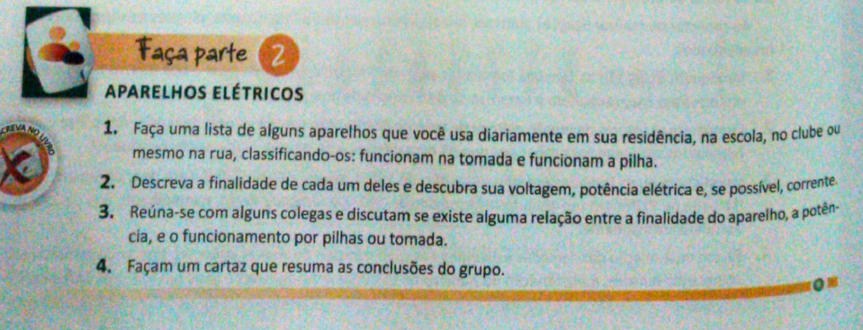 Faça parte 2
APARELHOS ELÉTRICOS
CREVA NO LIVRO
1. Faça uma lista de alguns aparelhos que você usa diariamente em sua residência, na escola, no clube ou
mesmo na rua, classificando-os: funcionam na tomada e funcionam a pilha.
2. Descreva a finalidade de cada um deles e descubra sua voltagem, potência elétrica e, se possível, corrente.
3. Reúna-se com alguns colegas e discutam se existe alguma relação entre a finalidade do aparelho, a potên-
cia, e o funcionamento por pilhas ou tomada.
4. Façam um cartaz que resuma as conclusões do grupo.